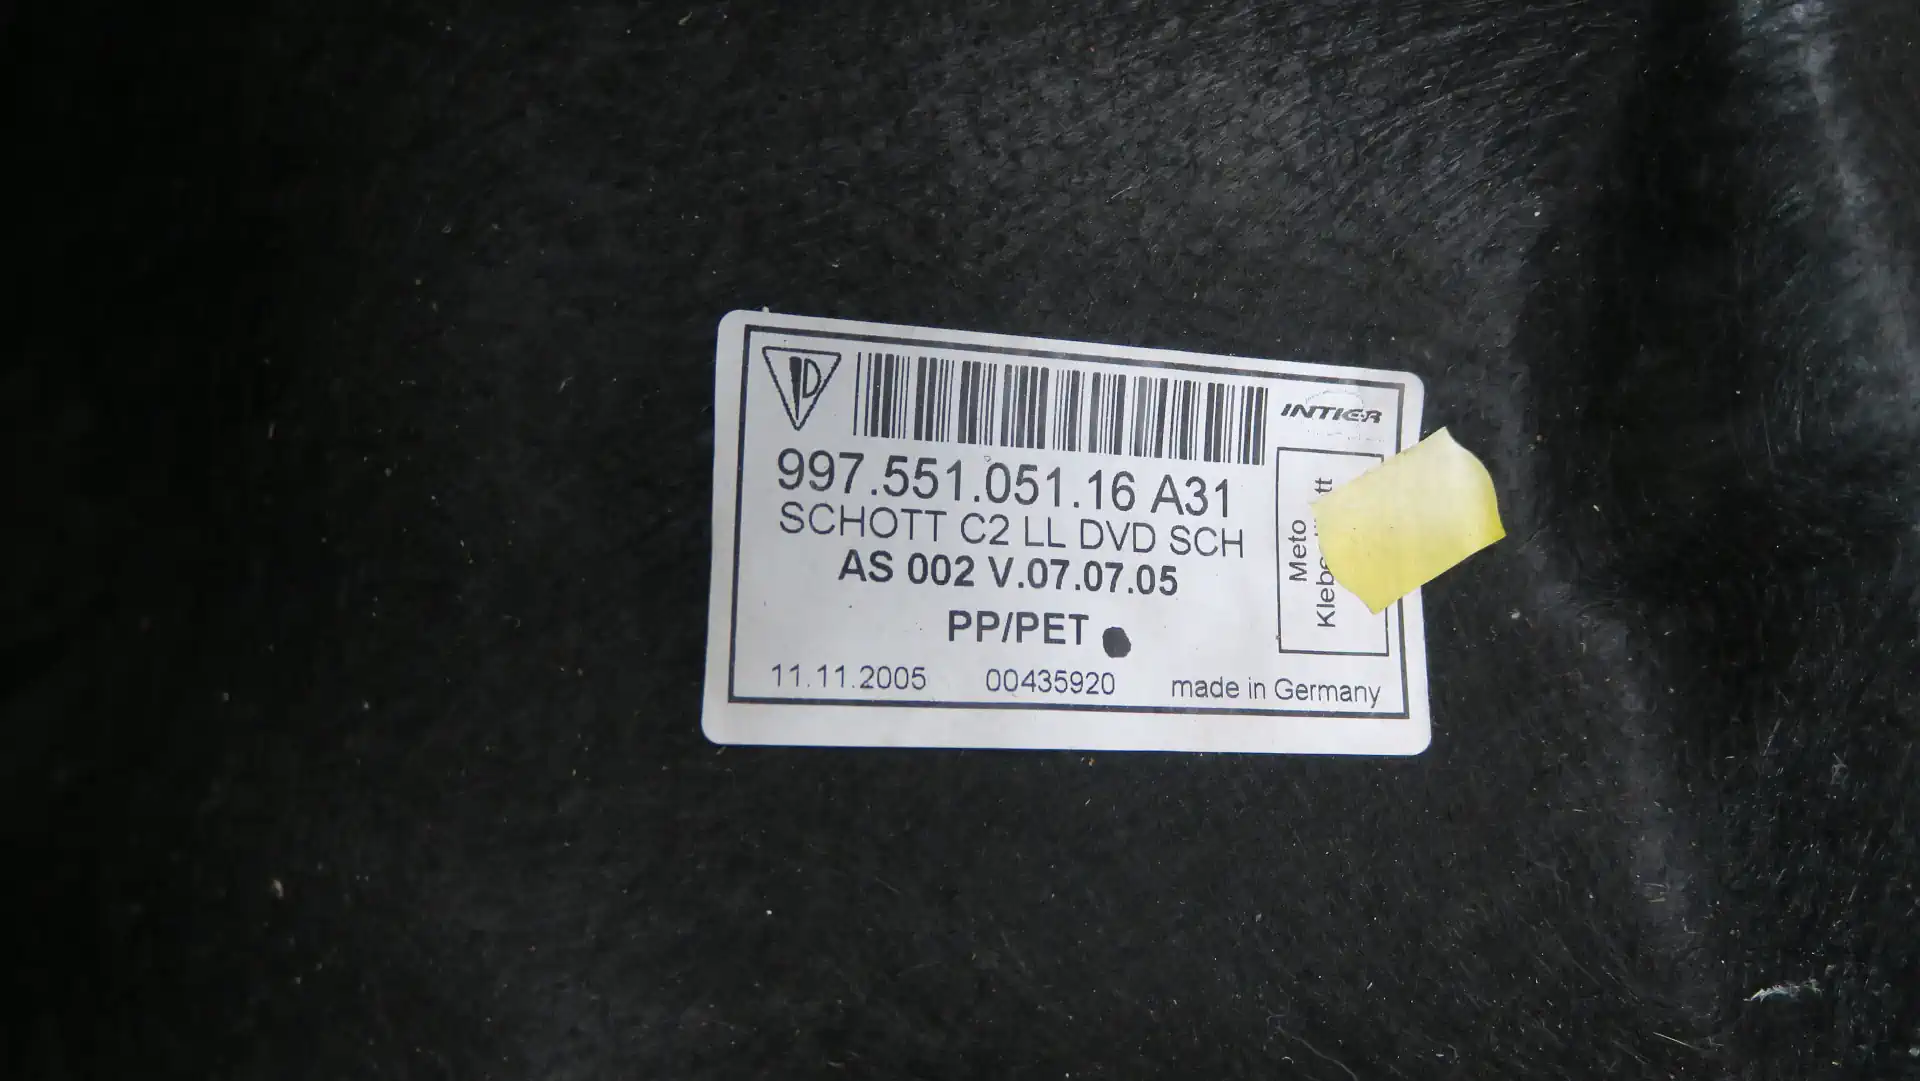 INTIER
997.551.051.16 A31
SCHOTT C2 LL DVD SCH
AS 002 V.07.07.05
PP/PET
11.11.2005 00435920 made in Germany
Meto